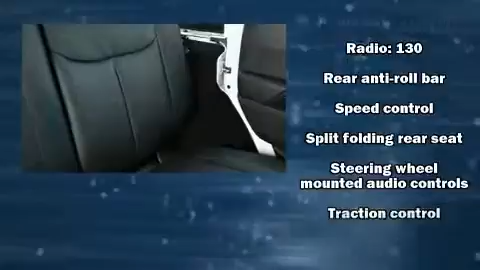 Radio: 130
Rear anti-roll bar
Speed control
Split folding rear seat
Steering wheel
mounted audio controls
Traction control